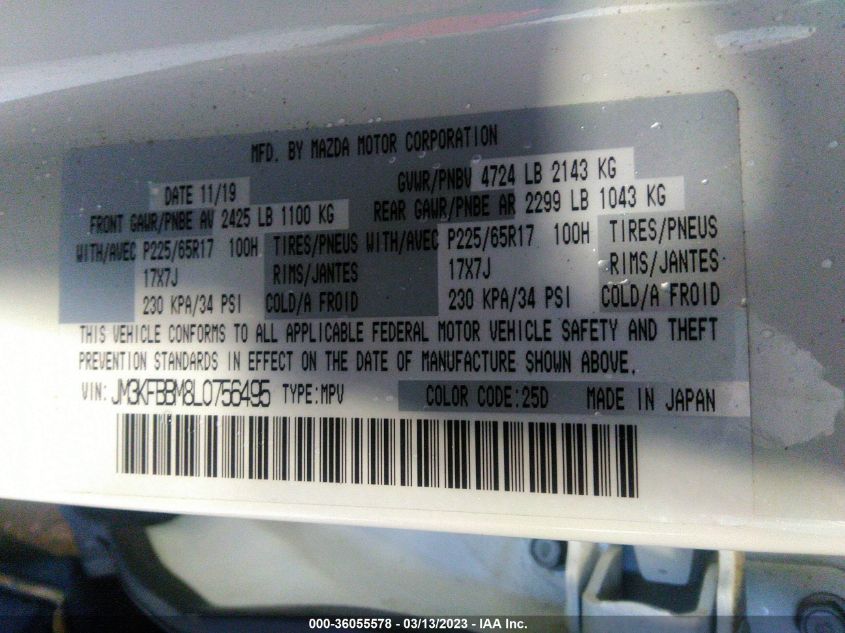 MFD. BY MAZDA MOTOR CORPORATION
DATE 11/19 GVWR/PNBV 4724 LB 2143 KG
FRONT GAWR/PNBE AV 2425 LB 1100 KG REAR GAWR/PNBE AR 2299 LB 1043 KG
WITH/AVEC P225/65R17 100H TIRES/PNEUS WITH/AVEC P225/65R17 100H TIRES/PNEUS
17X7J RIMS/JANTES 17X7J RIMS/JANTES
230 KPA/34 PSI COLD/A FROID 230 KPA/34 PSI COLD/A FROID
THIS VEHICLE CONFORMS TO ALL APPLICABLE FEDERAL MOTOR VEHICLE SAFETY AND THEFT
PREVENTION STANDARDS IN EFFECT ON THE DATE OF MANUFACTURE SHOWN ABOVE.
VIN: JM3KFBBM8L0756495 TYPE:MPV COLOR CODE:25D MADE IN JAPAN
000-36055578 - 03/13/2023 - IAA Inc.